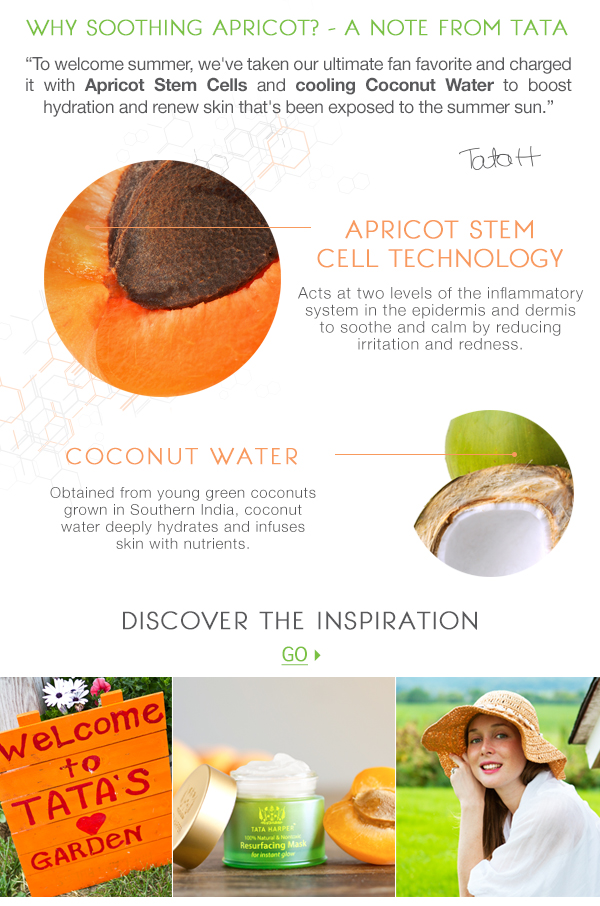 WHY SOOTHING APRICOT? - A NOTE FROM TATA
“To welcome summer, we've taken our ultimate fan favorite and charged
it with Apricot Stem Cells and cooling Coconut Water to boost
hydration and renew skin that's been exposed to the summer sun.”
Tata H
APRICOT STEM
CELL TECHNOLOGY
Acts at two levels of the inflammatory
system in the epidermis and dermis
to soothe and calm by reducing
irritation and redness.
COCONUT WATER
Obtained from young green coconuts
grown in Southern India, coconut
water deeply hydrates and infuses
skin with nutrients.
DISCOVER THE INSPIRATION
GO
WELCOME
to
TATA'S
GARDEN
TATA HARPER
100% Natural & Nontoxic
Resurfacing Mask
for instant glow